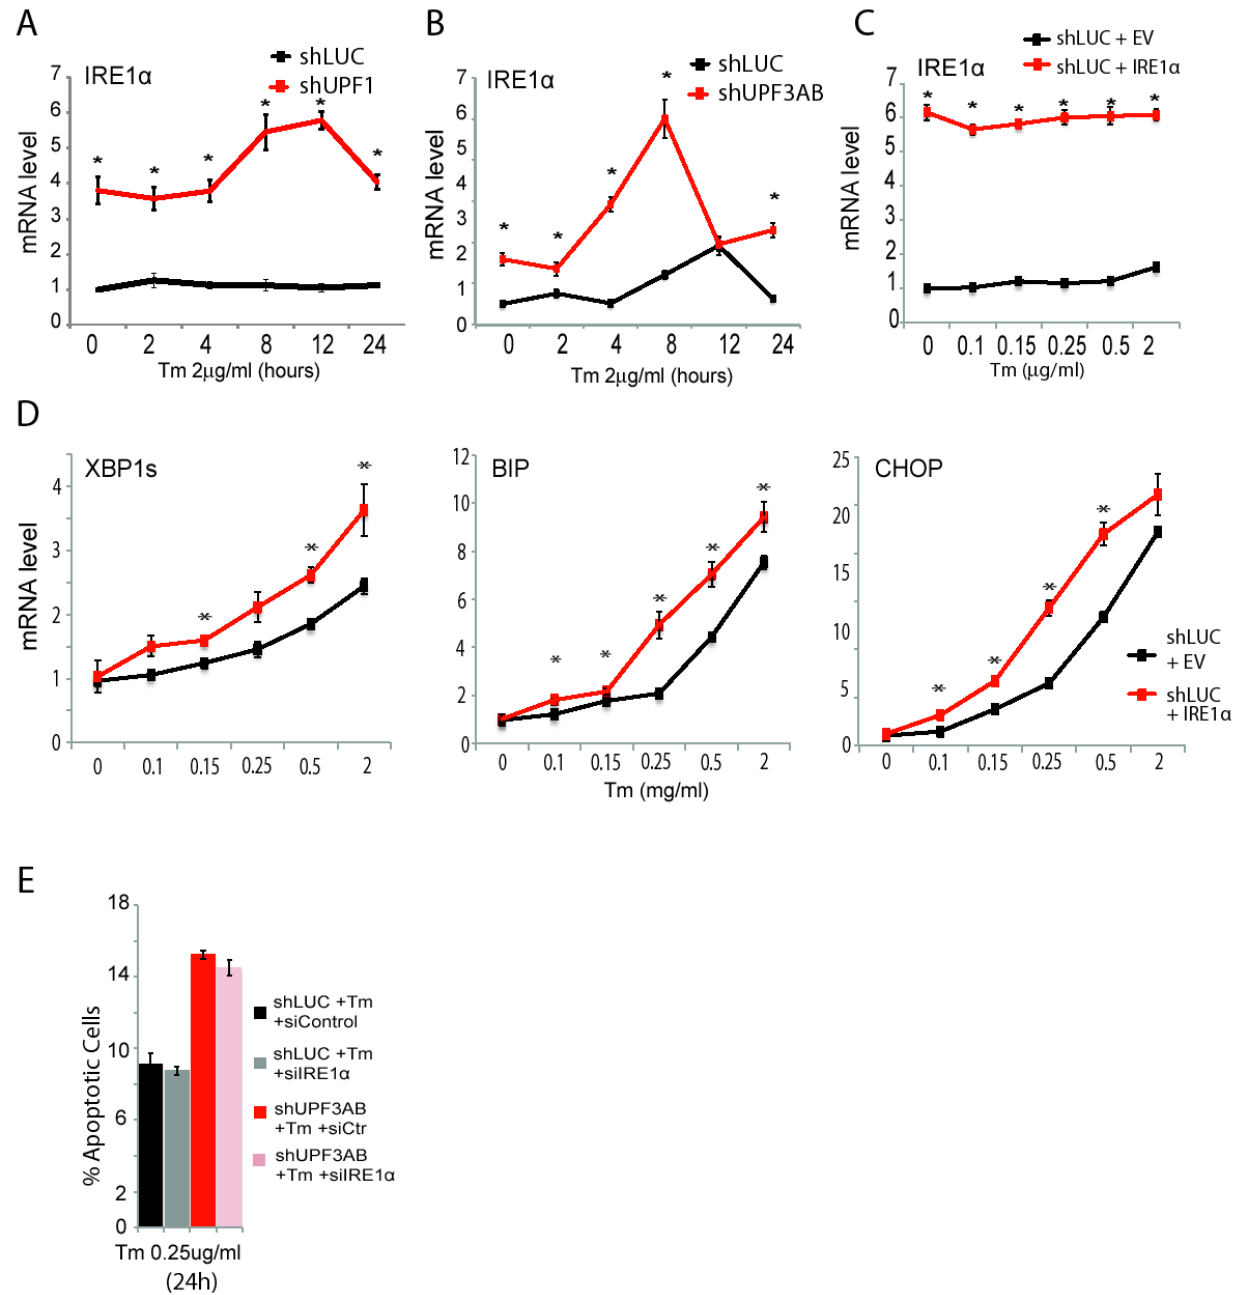 A
IRE1α
shLUC
shUPF1
mRNA level
7
6
5
4
3
2
1
0
* * * * * *
0 2 4 8 12 24
Tm 2μg/ml (hours)
B
IRE1α
shLUC
shUPF3AB
mRNA level
7
6
5
4
3
2
1
0
* * * * *
0 2 4 8 12 24
Tm 2μg/ml (hours)
C
IRE1α
shLUC + EV
shLUC + IRE1α
mRNA level
7
6
5
4
3
2
1
0
* * * * * *
0 0.1 0.15 0.25 0.5 2
Tm (μg/ml)
D
XBP1s
mRNA level
4
3
2
1
0
* * *
0 0.1 0.15 0.25 0.5 2
BIP
12
10
8
6
4
2
0
* * * * *
0 0.1 0.15 0.25 0.5 2
Tm (mg/ml)
CHOP
25
20
15
10
5
0
* * * *
0 0.1 0.15 0.25 0.5 2
shLUC
+ EV
shLUC
+ IRE1α
E
% Apoptotic Cells
18
14
10
6
2
0
Tm 0.25ug/ml
(24h)
shLUC +Tm
+siControl
shLUC +Tm
+siIRE1α
shUPF3AB
+Tm +siCtr
shUPF3AB
+Tm +siIRE1α